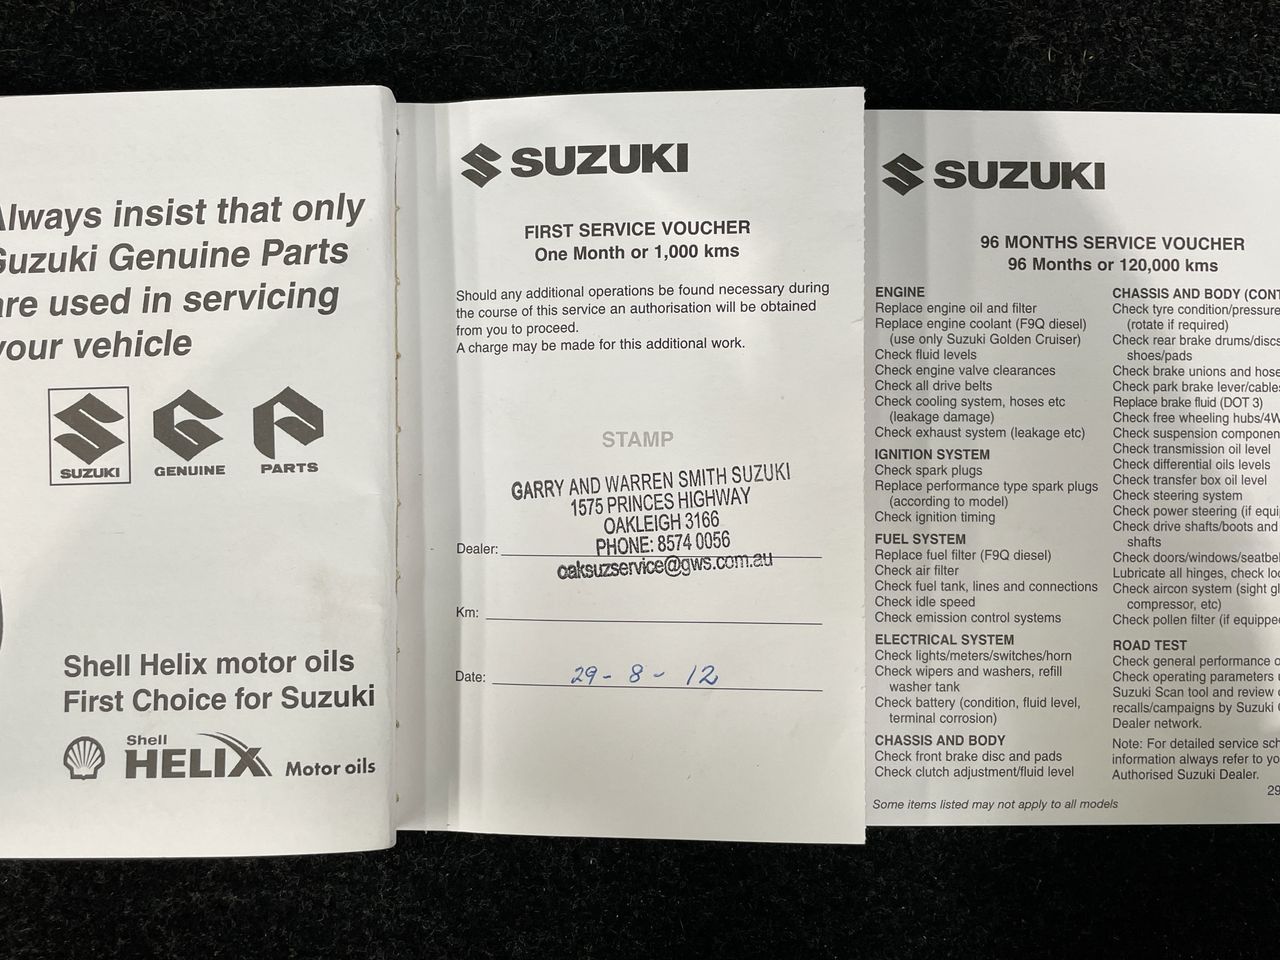 Always insist that only
Suzuki Genuine Parts
are used in servicing
your vehicle
SUZUKI
GENUINE
PARTS
Shell Helix motor oils
First Choice for Suzuki
Shell
HELIX Motor oils
SUZUKI
FIRST SERVICE VOUCHER
One Month or 1,000 kms
Should any additional operations be found necessary during
the course of this service an authorisation will be obtained
from you to proceed.
A charge may be made for this additional work.
STAMP
GARRY AND WARREN SMITH SUZUKI
1575 PRINCES HIGHWAY
OAKLEIGH 3166
PHONE: 8574 0056
oaksuzservice@gws.com.au
Dealer:
Km:
Date: 29 - 8 - 12
SUZUKI
96 MONTHS SERVICE VOUCHER
96 Months or 120,000 kms
ENGINE
Replace engine oil and filter
Replace engine coolant (F9Q diesel)
(use only Suzuki Golden Cruiser)
Check fluid levels
Check engine valve clearances
Check all drive belts
Check cooling system, hoses etc
(leakage damage)
Check exhaust system (leakage etc)
IGNITION SYSTEM
Check spark plugs
Replace performance type spark plugs
(according to model)
Check ignition timing
FUEL SYSTEM
Replace fuel filter (F9Q diesel)
Check air filter
Check fuel tank, lines and connections
Check idle speed
Check emission control systems
ELECTRICAL SYSTEM
Check lights/meters/switches/horn
Check wipers and washers, refill
washer tank
Check battery (condition, fluid level,
terminal corrosion)
CHASSIS AND BODY
Check front brake disc and pads
Check clutch adjustment/fluid level
Some items listed may not apply to all models
CHASSIS AND BODY (CONT
Check tyre condition/pressure
(rotate if required)
Check rear brake drums/discs
shoes/pads
Check brake unions and hose
Check park brake lever/cable
Replace brake fluid (DOT 3)
Check free wheeling hubs/4W
Check suspension componen
Check transmission oil level
Check differential oils levels
Check transfer box oil level
Check steering system
Check power steering (if equi
Check drive shafts/boots and
shafts
Check doors/windows/seatbel
Lubricate all hinges, check lo
Check aircon system (sight gl
compressor, etc)
Check pollen filter (if equippe
ROAD TEST
Check general performance o
Check operating parameters u
Suzuki Scan tool and review
recalls/campaigns by Suzuki
Dealer network.
Note: For detailed service sch
information always refer to yo
Authorised Suzuki Dealer.
29